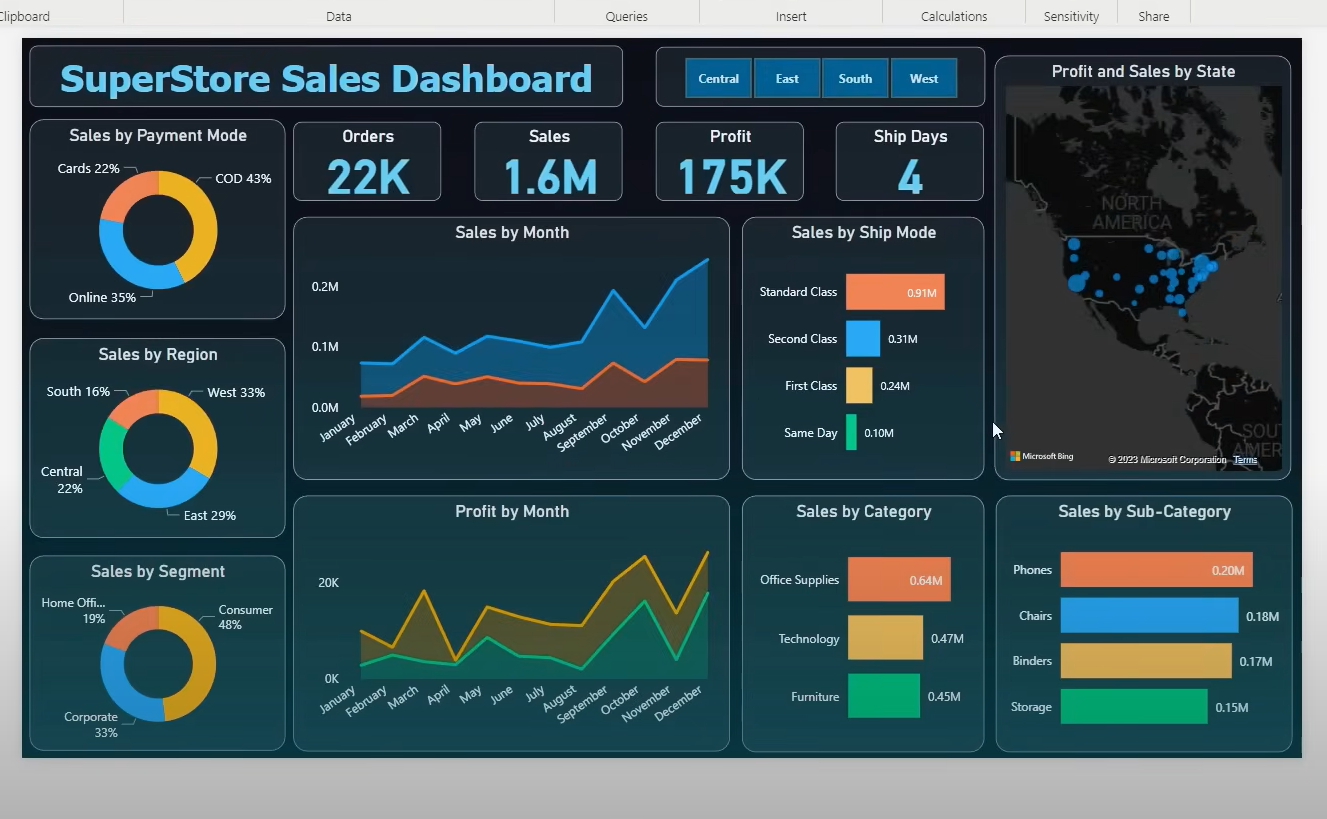 Clipboard
Data
Queries
Insert
Calculations
Sensitivity
Share
SuperStore Sales Dashboard
Central
East
South
West
Profit and Sales by State
NORTH
AMERICA
SOU
AMER
Microsoft Bing
© 2023 Microsoft Corporation Terms
Sales by Payment Mode
Cards 22%
COD 43%
Online 35%
Orders
22K
Sales
1.6M
Profit
175K
Ship Days
4
Sales by Month
0.2M
0.1M
0.0M
January
February
March
April
May
June
July
August
September
October
November
December
Sales by Ship Mode
Standard Class
0.91M
Second Class
0.31M
First Class
0.24M
Same Day
0.10M
Sales by Region
South 16%
West 33%
Central
22%
East 29%
Sales by Segment
Home Offi...
19%
Consumer
48%
Corporate
33%
Profit by Month
20K
0K
January
February
March
April
May
June
July
August
September
October
November
December
Sales by Category
Office Supplies
0.64M
Technology
0.47M
Furniture
0.45M
Sales by Sub-Category
Phones
0.20M
Chairs
0.18M
Binders
0.17M
Storage
0.15M